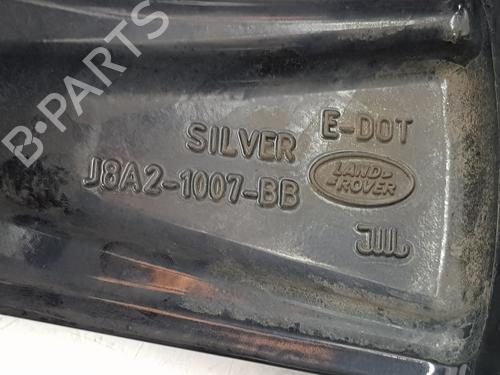 B-PARTS
SILVER E-DOT
J8A2-1007-BB
LAND-
-ROVER
JWL